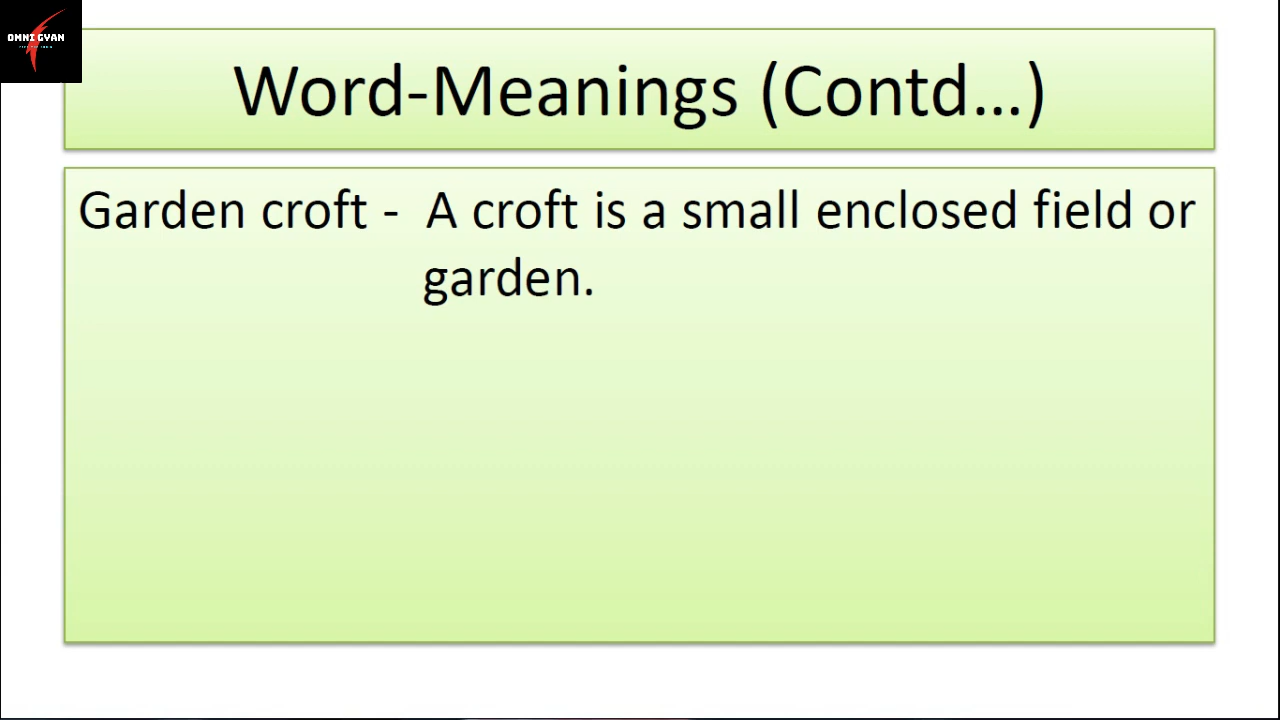 OMNI GYAN
Word-Meanings (Contd...)
Garden croft - A croft is a small enclosed field or
garden.